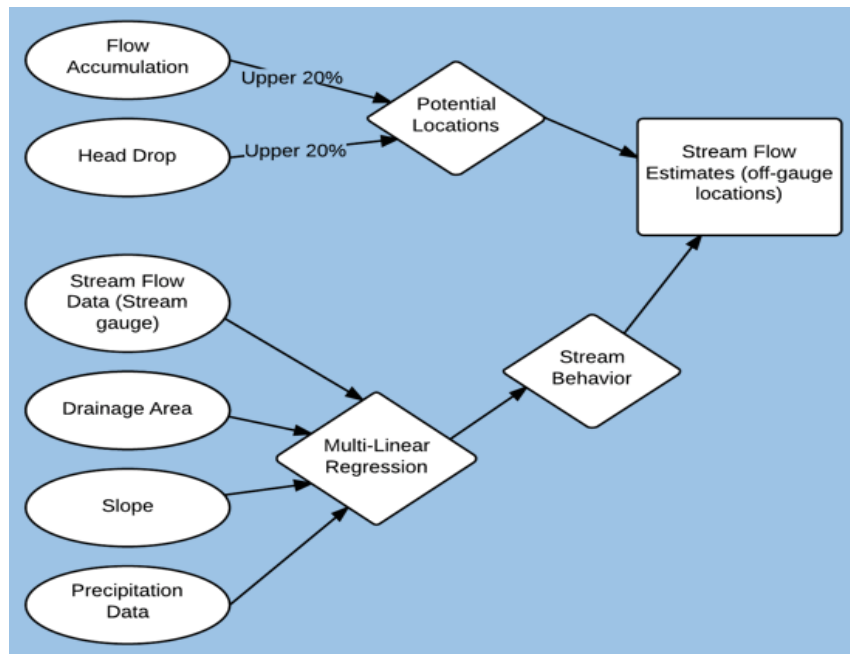 Flow
Accumulation
Upper 20%
Head Drop
Upper 20%
Potential
Locations
Stream Flow
Estimates (off-gauge
locations)
Stream Flow
Data (Stream
gauge)
Drainage Area
Slope
Precipitation
Data
Multi-Linear
Regression
Stream
Behavior